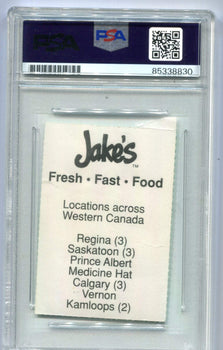 PSA
85338830
Jake's
TM
Fresh • Fast • Food
Locations across
Western Canada
Regina (3)
Saskatoon (3)
Prince Albert
Medicine Hat
Calgary (3)
Vernon
Kamloops (2)